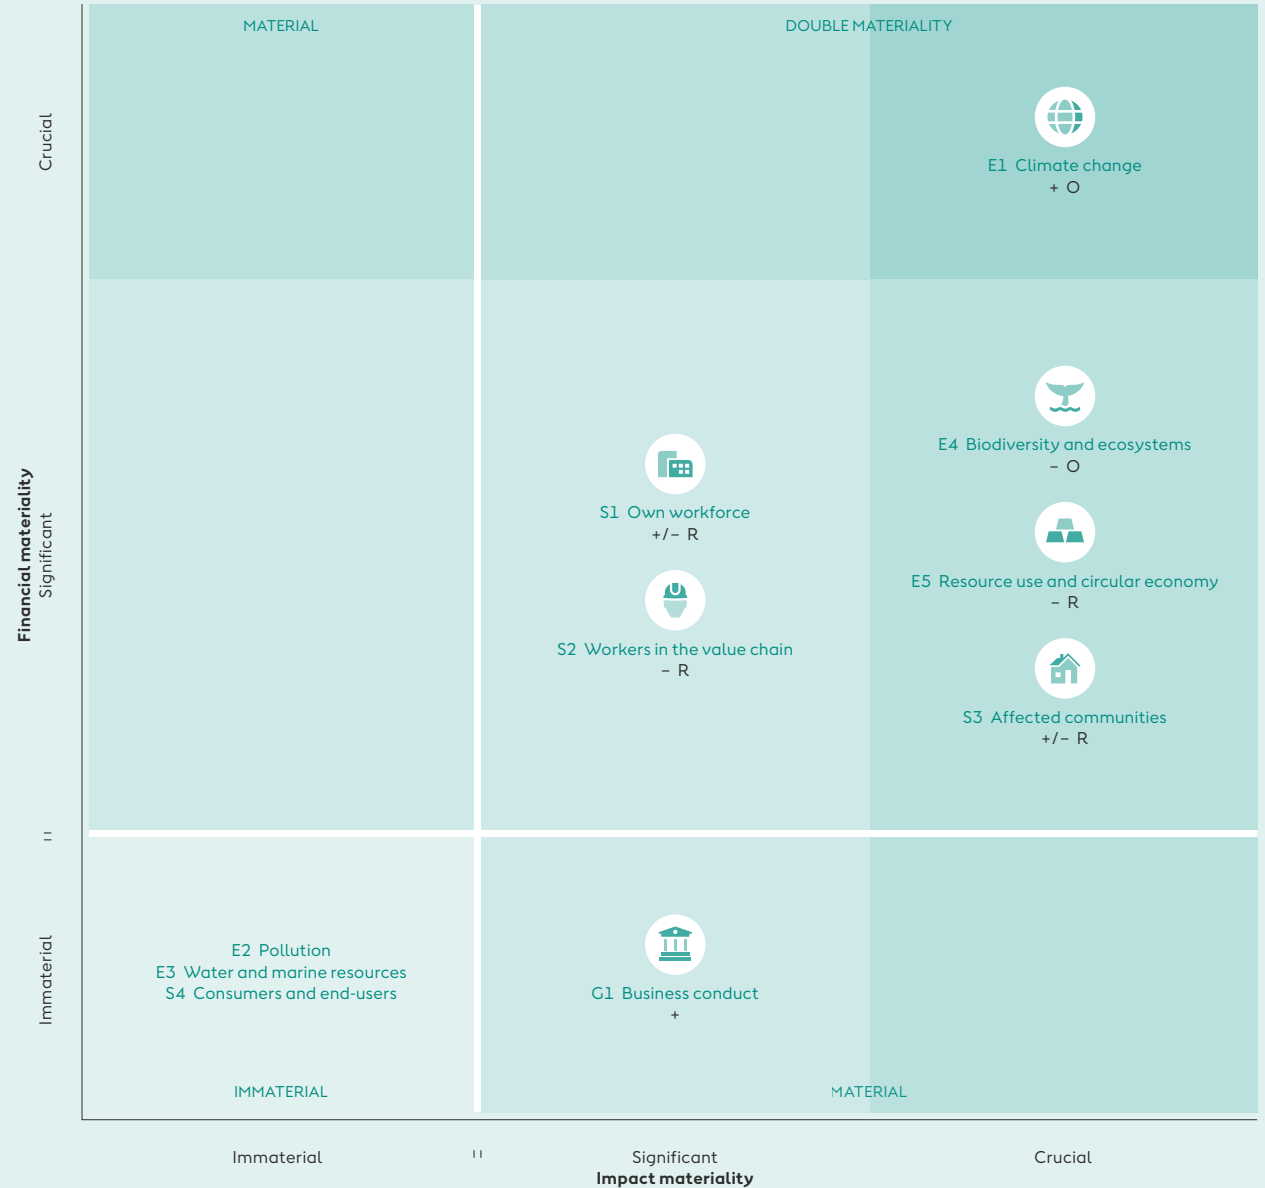 MATERIAL
DOUBLE MATERIALITY
Crucial
E1 Climate change
+ O
Financial materiality
Significant
E4 Biodiversity and ecosystems
– O
S1 Own workforce
+/– R
E5 Resource use and circular economy
– R
S2 Workers in the value chain
– R
S3 Affected communities
+/– R
=
Immaterial
E2 Pollution
E3 Water and marine resources
S4 Consumers and end-users
G1 Business conduct
+
IMMATERIAL
MATERIAL
Immaterial
=
Significant
Crucial
Impact materiality